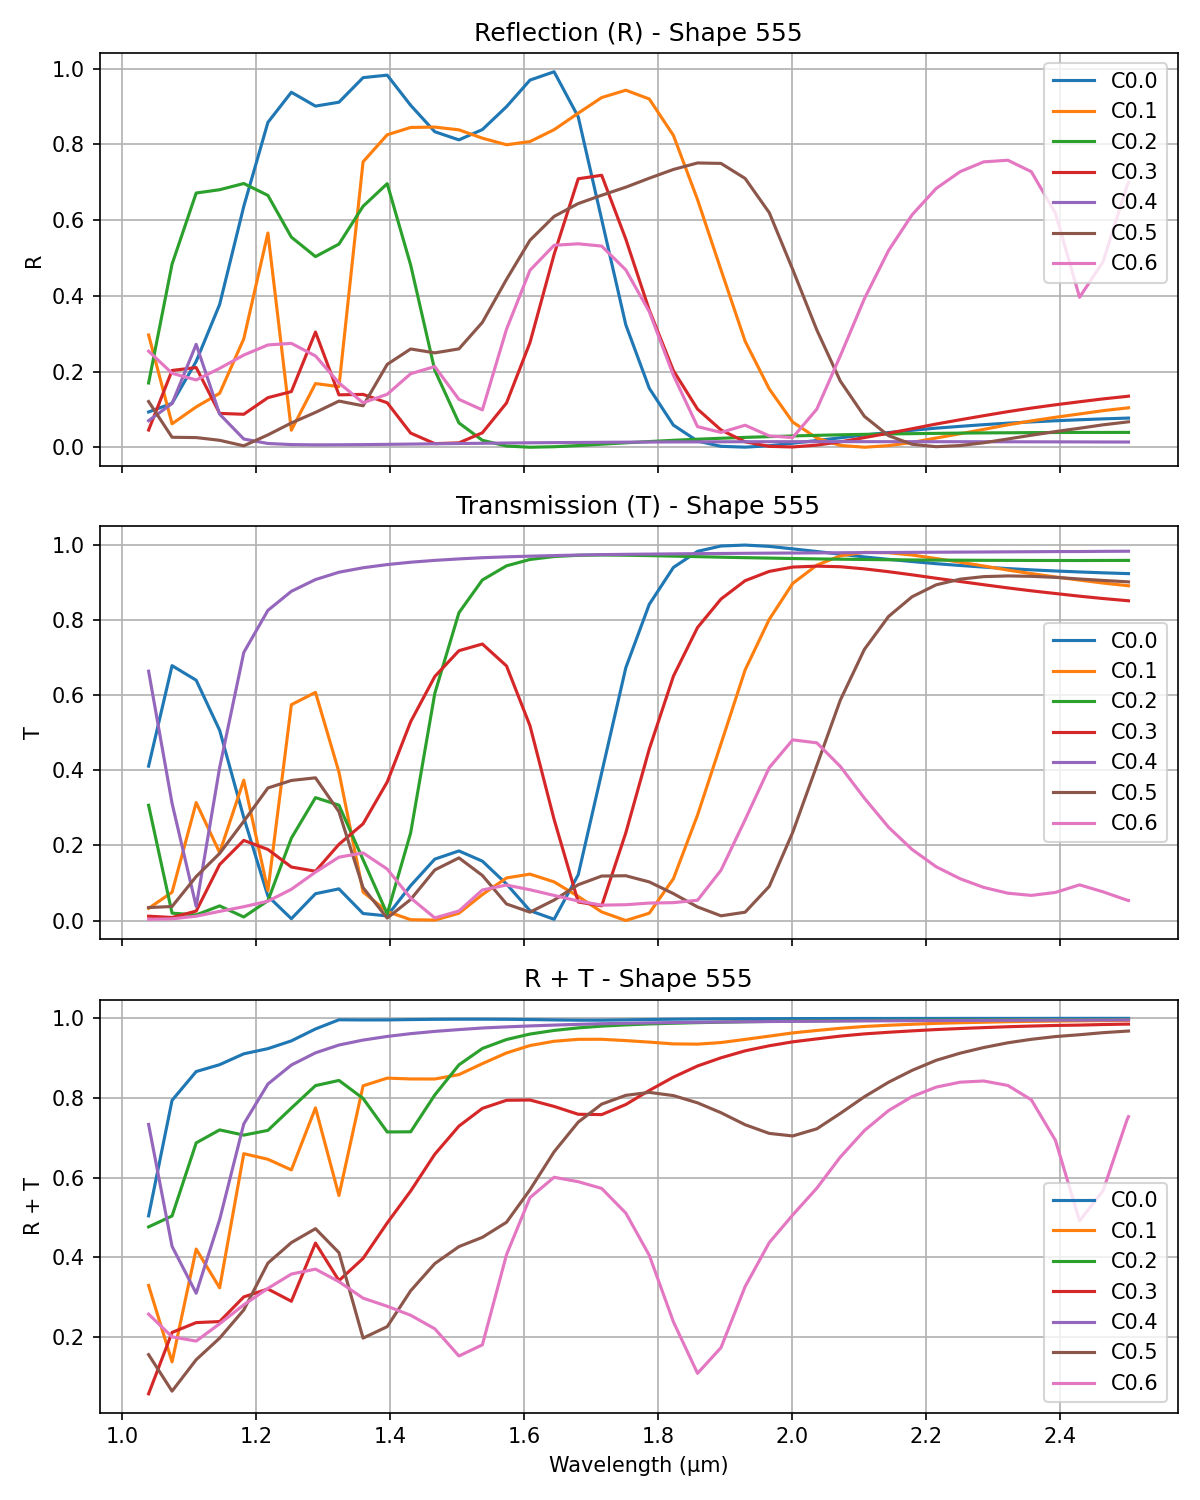 Reflection (R) - Shape 555
1.0
0.8
0.6
0.4
0.2
0.0
R
C0.0
C0.1
C0.2
C0.3
C0.4
C0.5
C0.6
Transmission (T) - Shape 555
1.0
0.8
0.6
0.4
0.2
0.0
T
C0.0
C0.1
C0.2
C0.3
C0.4
C0.5
C0.6
R + T - Shape 555
1.0
0.8
0.6
0.4
0.2
R + T
C0.0
C0.1
C0.2
C0.3
C0.4
C0.5
C0.6
1.0 1.2 1.4 1.6 1.8 2.0 2.2 2.4
Wavelength (μm)